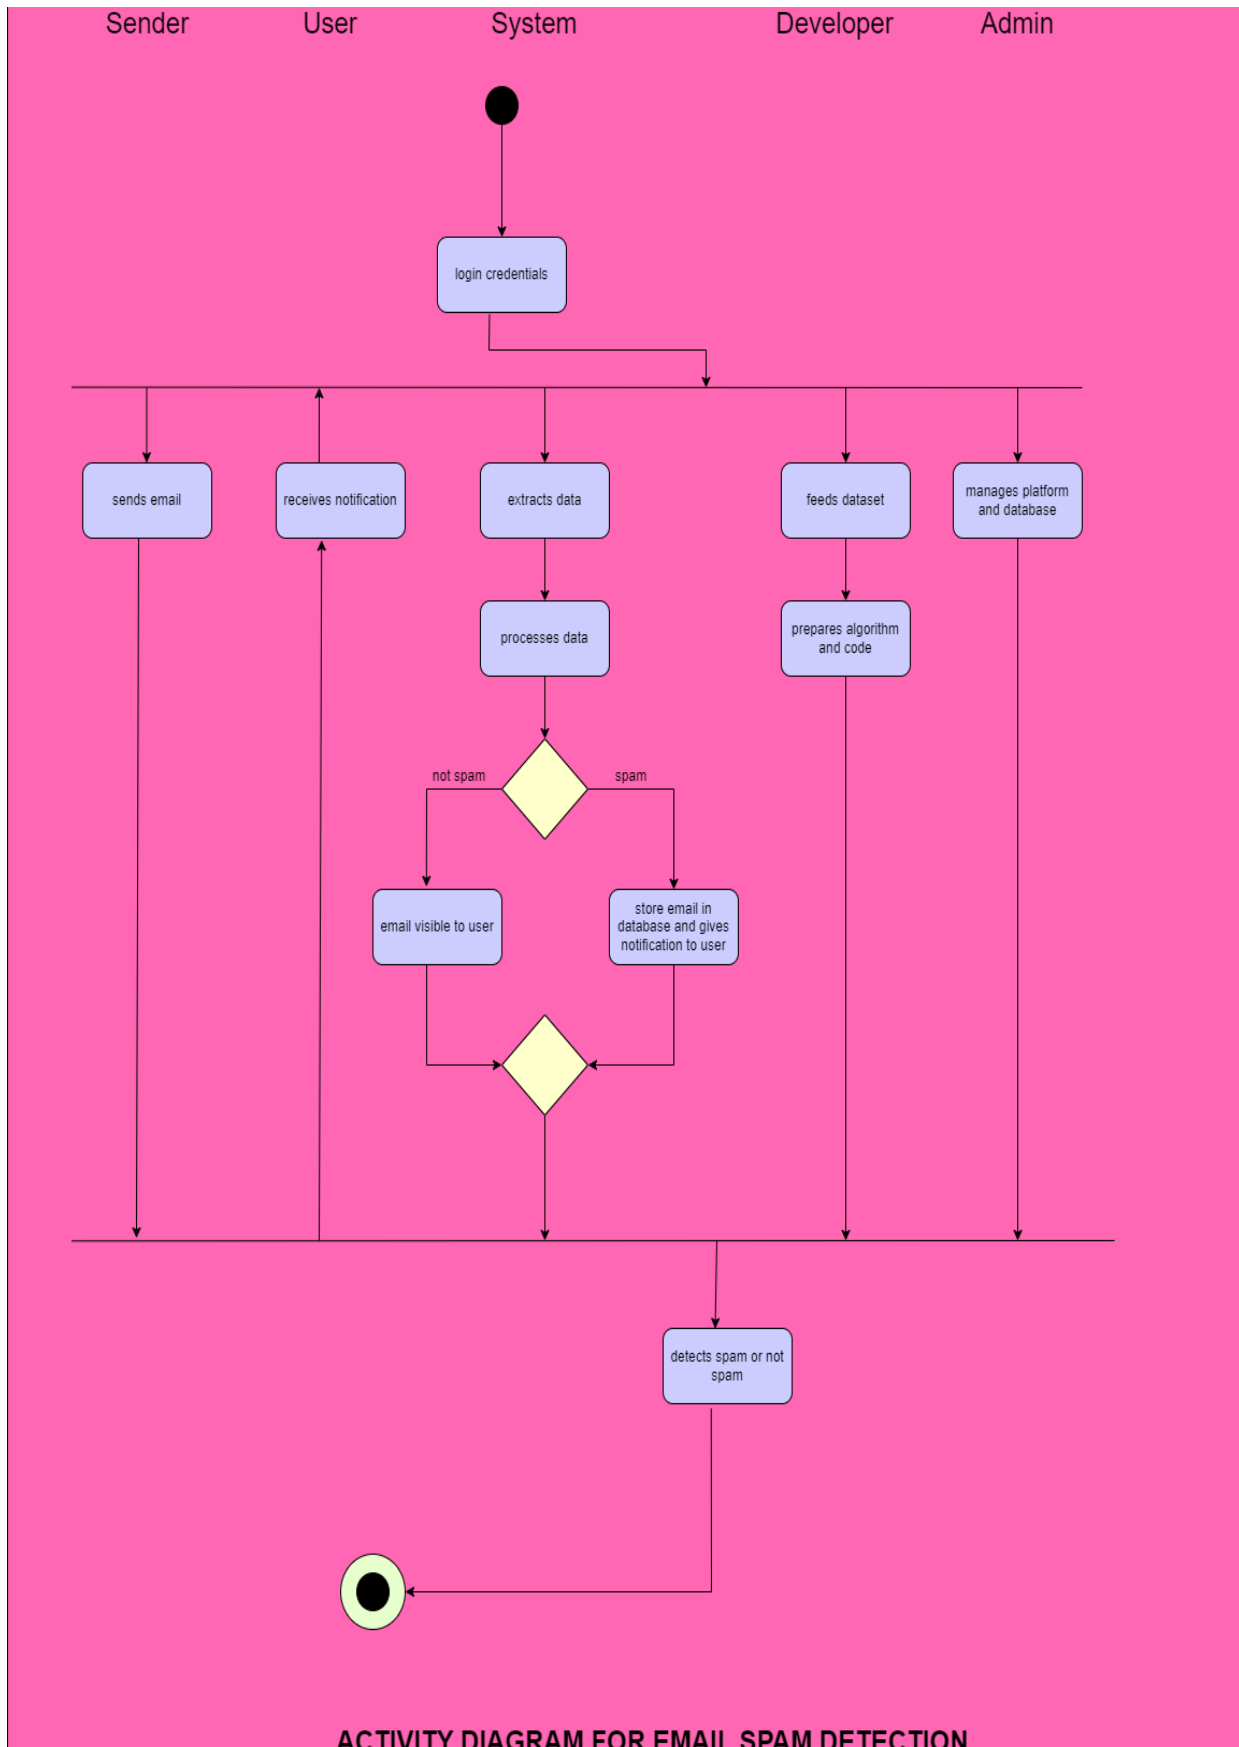 Sender
User
System
Developer
Admin
login credentials
sends email
receives notification
extracts data
feeds dataset
manages platform
and database
processes data
prepares algorithm
and code
not spam
spam
email visible to user
store email in
database and gives
notification to user
detects spam or not
spam
ACTIVITY DIAGRAM FOR EMAIL SPAM DETECTION